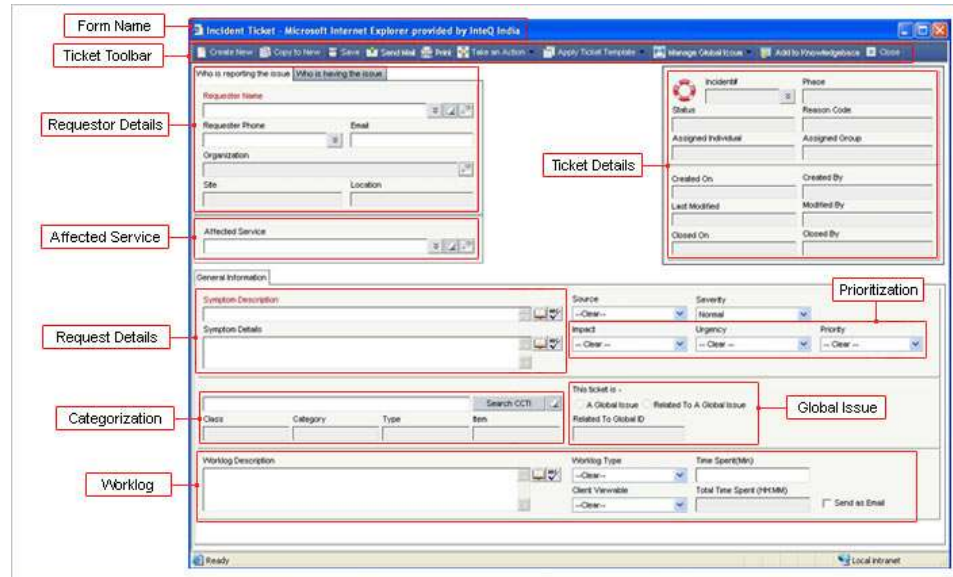 Form Name
Incident Ticket - Microsoft Internet Explorer provided by InteQ India
Ticket Toolbar
Create New Copy to New Save Send Mail Print Take an Action Apply Ticket Template Manage Global Issue Add to Knowledgebase Close
Who is reporting the issue Who is having the issue
Requester Name
Requestor Details
Requester Phone Email
Organization
Site Location
Incident# Phase
Status Reason Code
Assigned Individual Assigned Group
Ticket Details
Created On Created By
Last Modified Modified By
Closed On Closed By
Affected Service
Affected Service
General Information
Prioritization
Symptom Description
Source Severity
--Clear-- Normal
Request Details
Symptom Details
Impact Urgency Priority
-- Clear -- -- Clear -- -- Clear --
Categorization
Search CCTI
Class Category Type Item
This ticket is -
A Global Issue Related To A Global Issue
Related To Global ID
Global Issue
Worklog
Worklog Description
Worklog Type Time Spent(Min)
--Clear--
Client Viewable Total Time Spent (HH:MM)
--Clear-- Send as Email
Ready Local intranet